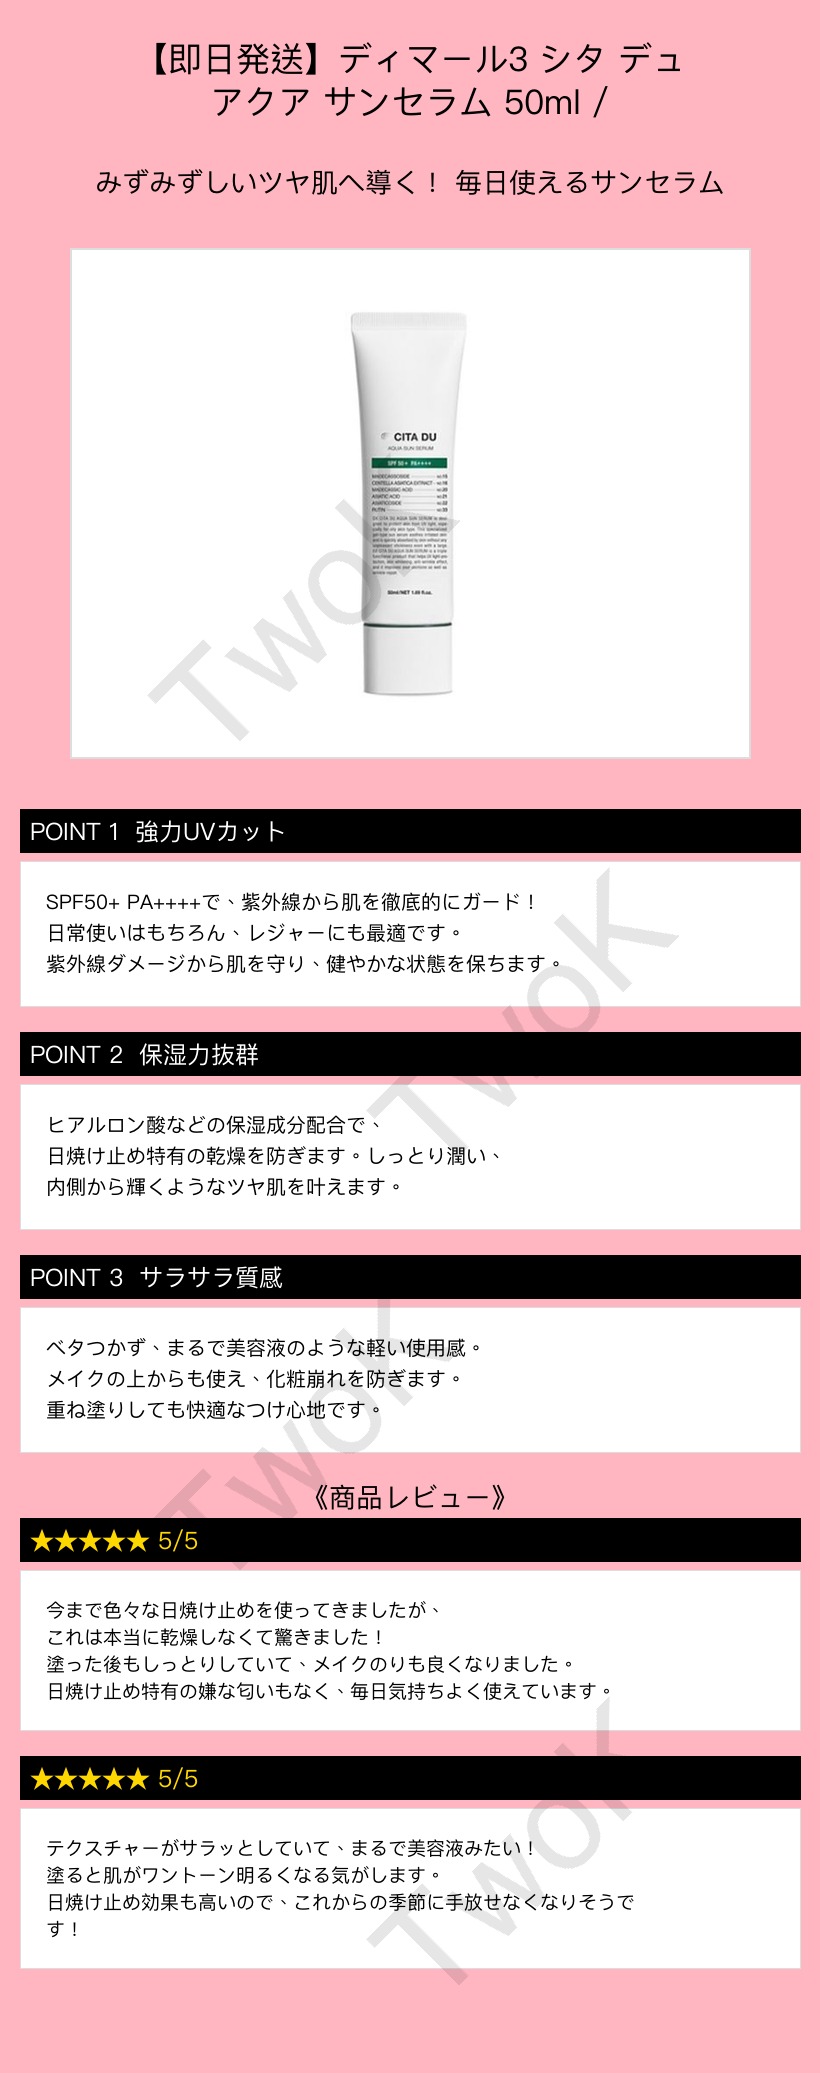 【即日発送】ディマール3 シタ デュ
アクア サンセラム 50ml /
みずみずしいツヤ肌へ導く！ 毎日使えるサンセラム
CITA DU
AQUA SUN SERUM
SPF 50+ PA++++
MADECASSOSIDE no.15
CENTELLA ASIATICA EXTRACT no.16
MADECASSIC ACID no.20
ASIATIC ACID no.21
ASIATICOSIDE no.22
RUTIN no.33
50ml/NET 1.69 fl.oz.
TwoK
POINT 1 強力UVカット
SPF50+ PA++++で、紫外線から肌を徹底的にガード！
日常使いはもちろん、レジャーにも最適です。
紫外線ダメージから肌を守り、健やかな状態を保ちます。
TwoK
POINT 2 保湿力抜群
ヒアルロン酸などの保湿成分配合で、
日焼け止め特有の乾燥を防ぎます。しっとり潤い、
内側から輝くようなツヤ肌を叶えます。
POINT 3 サラサラ質感
ベタつかず、まるで美容液のような軽い使用感。
メイクの上からも使え、化粧崩れを防ぎます。
重ね塗りしても快適なつけ心地です。
TwoK
《商品レビュー》
★★★★★ 5/5
今まで色々な日焼け止めを使ってきましたが、
これは本当に乾燥しなくて驚きました！
塗った後もしっとりしていて、メイクのりも良くなりました。
日焼け止め特有の嫌な匂いもなく、毎日気持ちよく使えています。
★★★★★ 5/5
テクスチャーがサラッとしていて、まるで美容液みたい！
塗ると肌がワントーン明るくなる気がします。
日焼け止め効果も高いので、これからの季節に手放せなくなりそうで
す！
TwoK